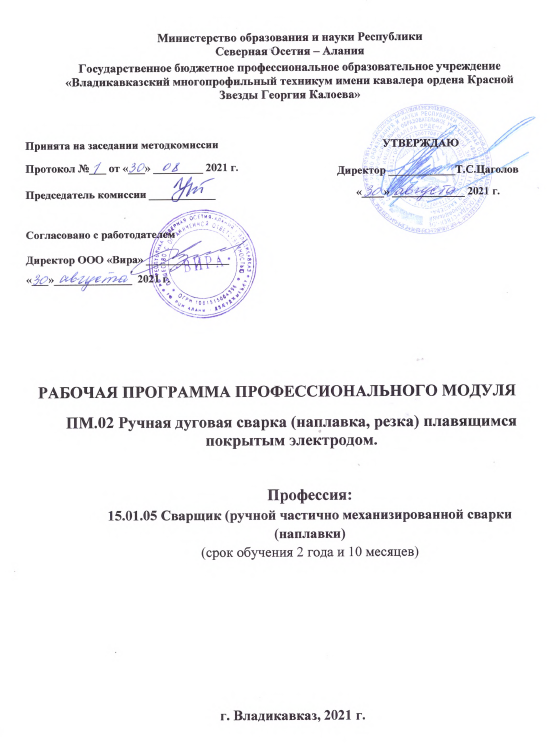 Министерство образования и науки Республики
Северная Осетия – Алания
Государственное бюджетное профессиональное образовательное учреждение
«Владикавказский многопрофильный техникум имени кавалера ордена Красной
Звезды Георгия Калоева»
Принята на заседании методкомиссии
Протокол № 1 от «30» 08 2021 г.
Председатель комиссии
УТВЕРЖДАЮ
Директор Т.С.Цаголов
«30» августа 2021 г.
Согласовано с работодателем
Директор ООО «Вира»
«30» августа 2021 г.
ВИРА
РАБОЧАЯ ПРОГРАММА ПРОФЕССИОНАЛЬНОГО МОДУЛЯ
ПМ.02 Ручная дуговая сварка (наплавка, резка) плавящимся
покрытым электродом.
Профессия:
15.01.05 Сварщик (ручной частично механизированной сварки
(наплавки)
(срок обучения 2 года и 10 месяцев)
г. Владикавказ, 2021 г.